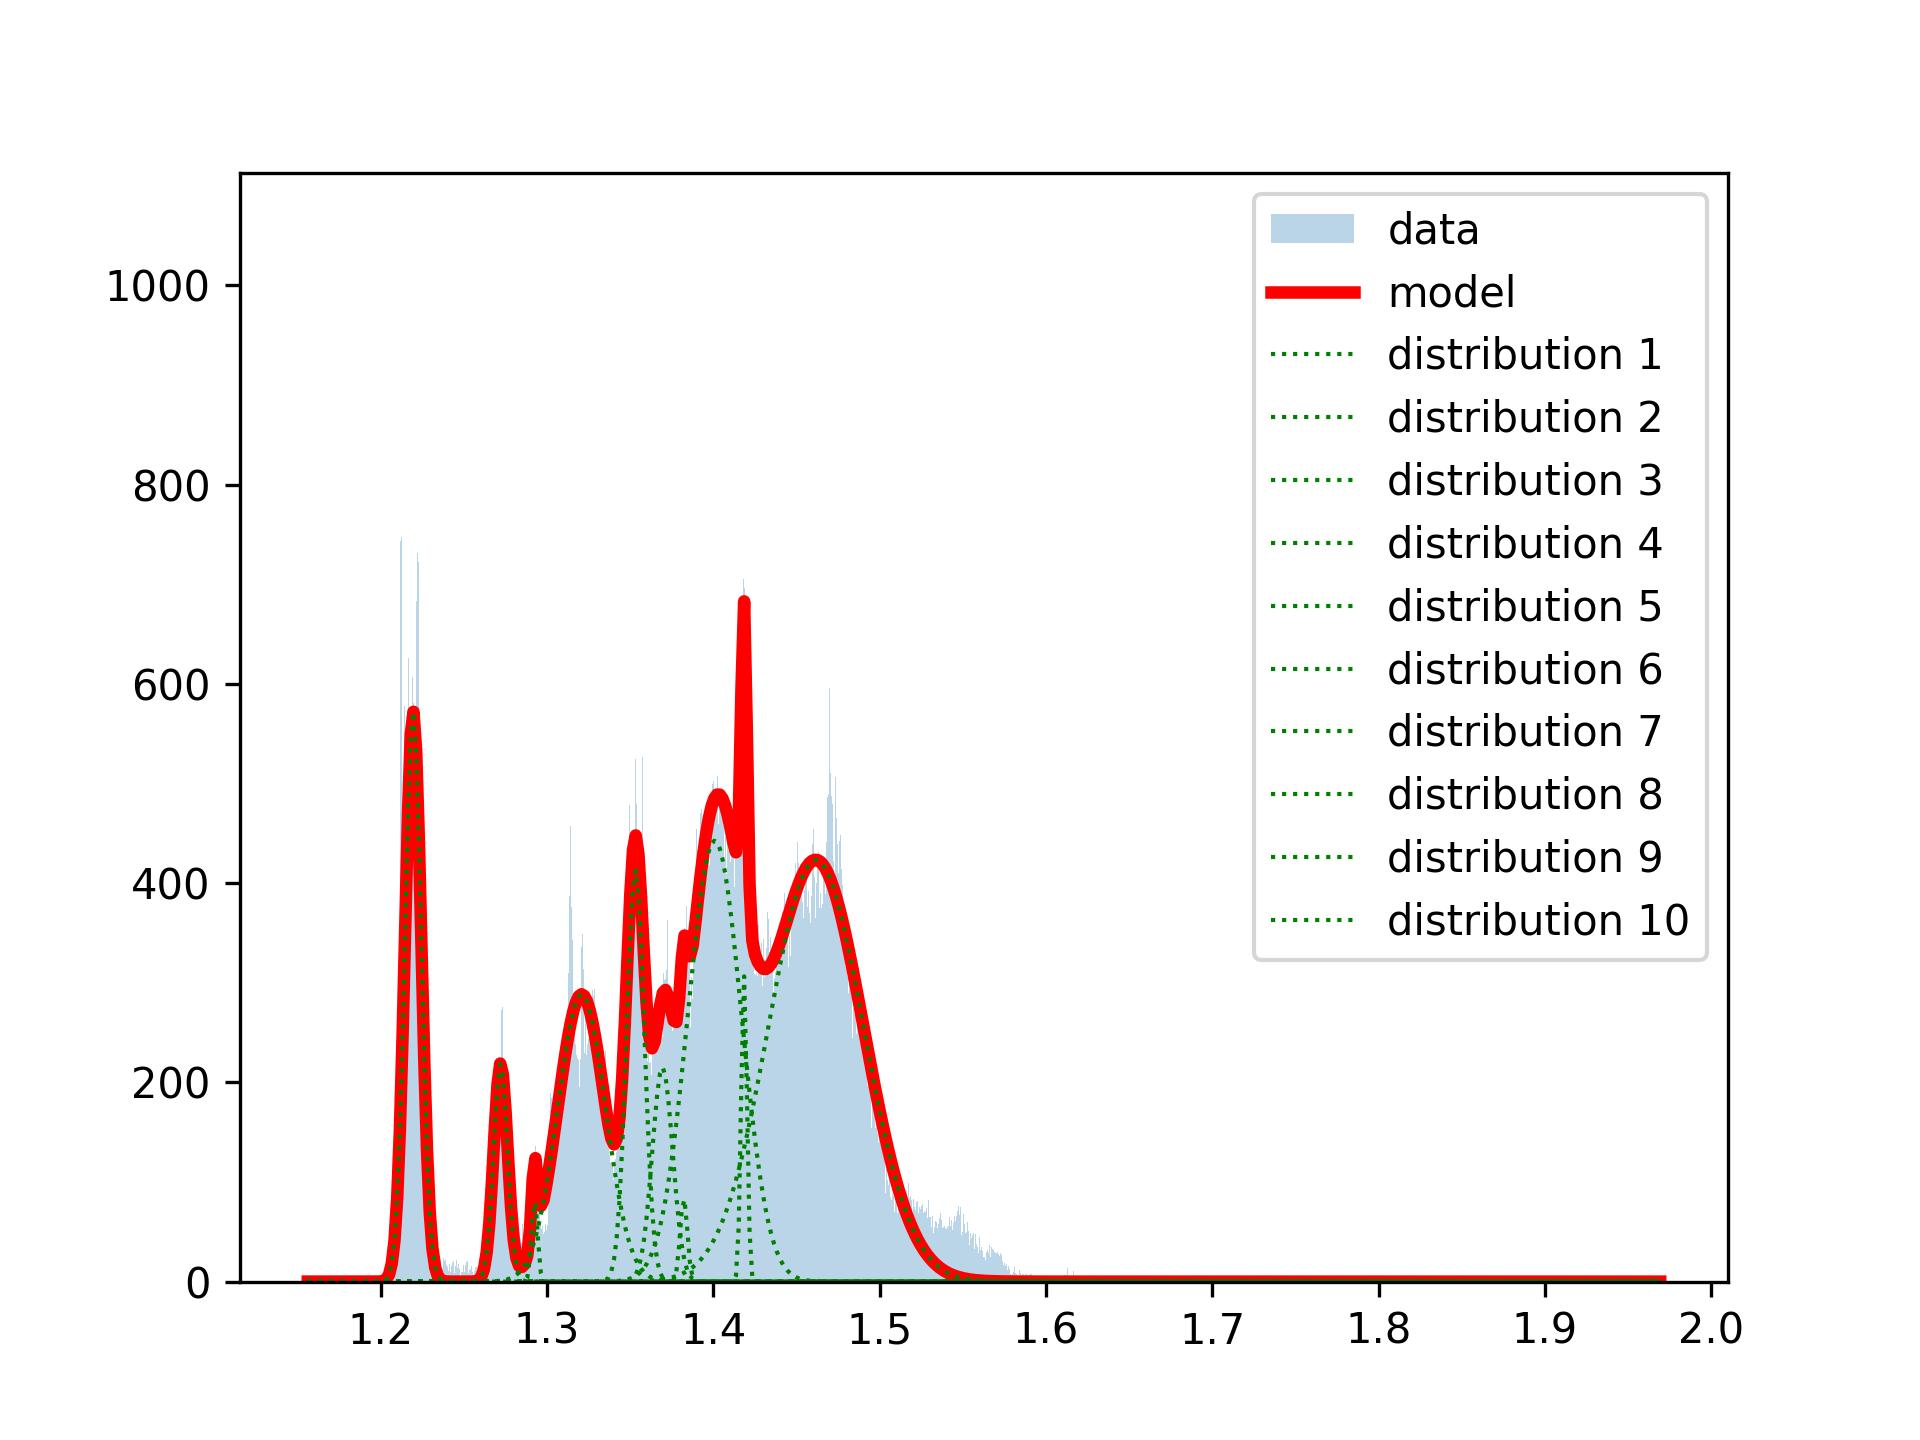 1000
800
600
400
200
0
1.2 1.3 1.4 1.5 1.6 1.7 1.8 1.9 2.0
data
model
distribution 1
distribution 2
distribution 3
distribution 4
distribution 5
distribution 6
distribution 7
distribution 8
distribution 9
distribution 10